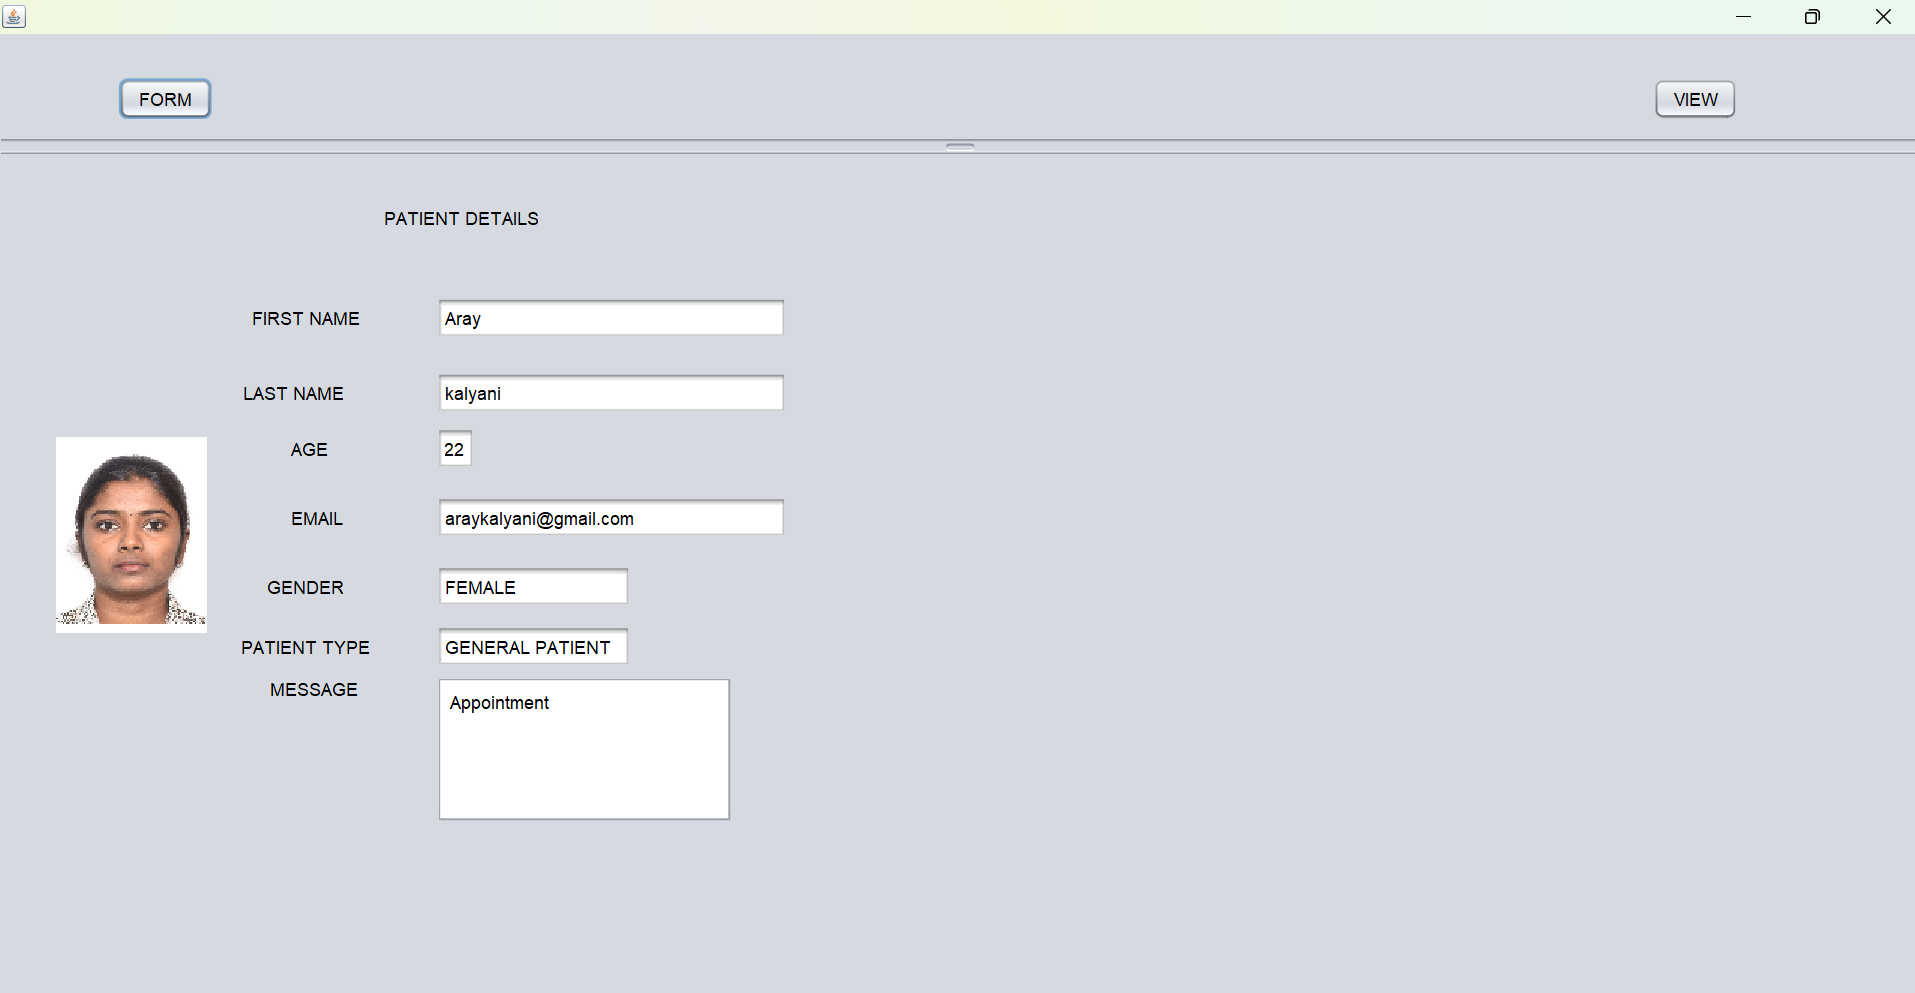 FORM
VIEW
PATIENT DETAILS
FIRST NAME Aray
LAST NAME kalyani
AGE 22
EMAIL araykalyani@gmail.com
GENDER FEMALE
PATIENT TYPE GENERAL PATIENT
MESSAGE Appointment